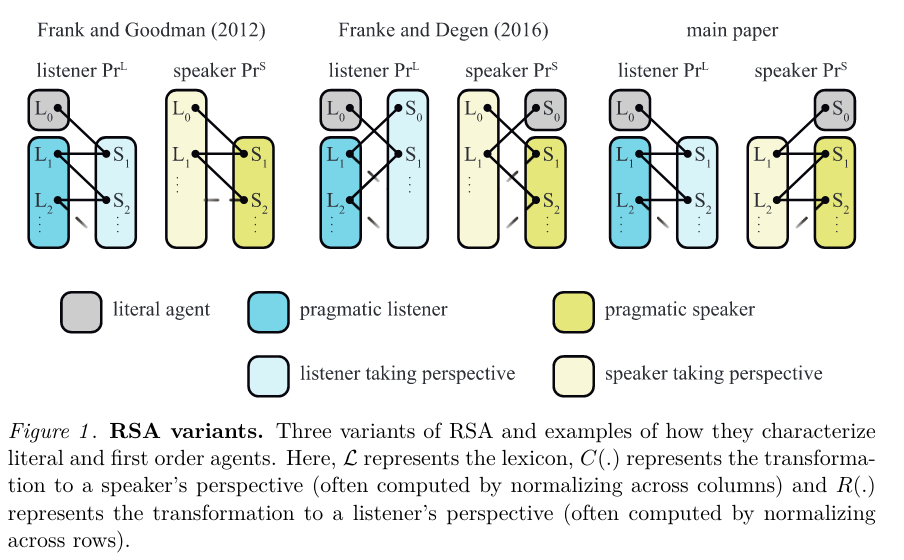 Frank and Goodman (2012)
Franke and Degen (2016)
main paper
listener Pr^L
speaker Pr^S
listener Pr^L
speaker Pr^S
listener Pr^L
speaker Pr^S
L_0
L_1 S_1
L_2 S_2
L_0
L_1 S_1
S_2
L_0 S_0
L_1 S_1
L_2
L_0 S_0
L_1 S_1
S_2
L_0
L_1 S_1
L_2 S_2
S_0
L_1 S_1
L_2 S_2
literal agent
pragmatic listener
pragmatic speaker
listener taking perspective
speaker taking perspective
Figure 1. RSA variants. Three variants of RSA and examples of how they characterize
literal and first order agents. Here, ℒ represents the lexicon, C(.) represents the transforma-
tion to a speaker's perspective (often computed by normalizing across columns) and R(.)
represents the transformation to a listener's perspective (often computed by normalizing
across rows).